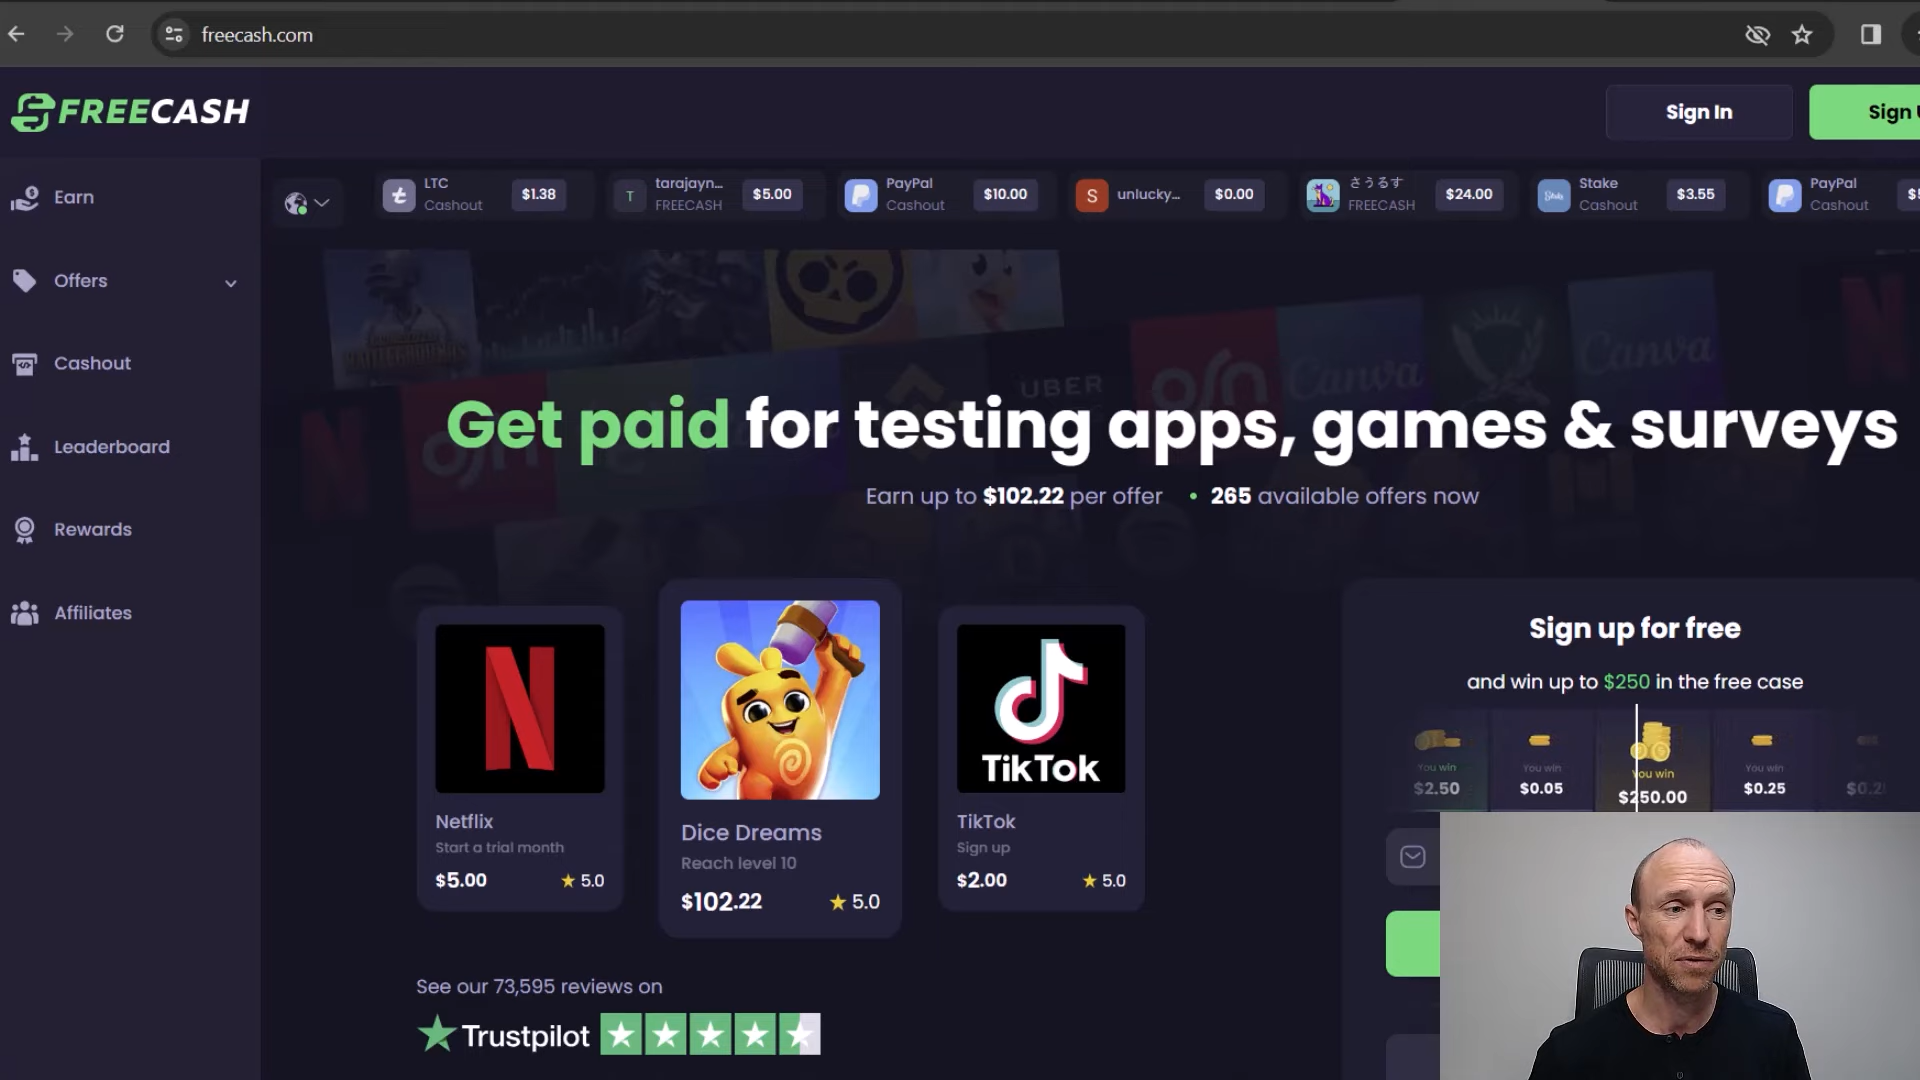 freecash.com
FREECASH
Sign In
Sign
LTC
Cashout
$1.38
T
tarajayn...
FREECASH
$5.00
PayPal
Cashout
$10.00
S
unlucky...
$0.00
さうるす
FREECASH
$24.00
Stake
Stake
Cashout
$3.55
PayPal
Cashout
Earn
Offers
Cashout
Leaderboard
Rewards
Affiliates
UBER
Canva
Canva
Get paid for testing apps, games & surveys
Earn up to $102.22 per offer • 265 available offers now
Netflix
Start a trial month
$5.00 ★ 5.0
Dice Dreams
Reach level 10
$102.22 ★ 5.0
TikTok
TikTok
Sign up
$2.00 ★ 5.0
Sign up for free
and win up to $250 in the free case
You win
$2.50
You win
$0.05
You win
$250.00
You win
$0.25
See our 73,595 reviews on
Trustpilot